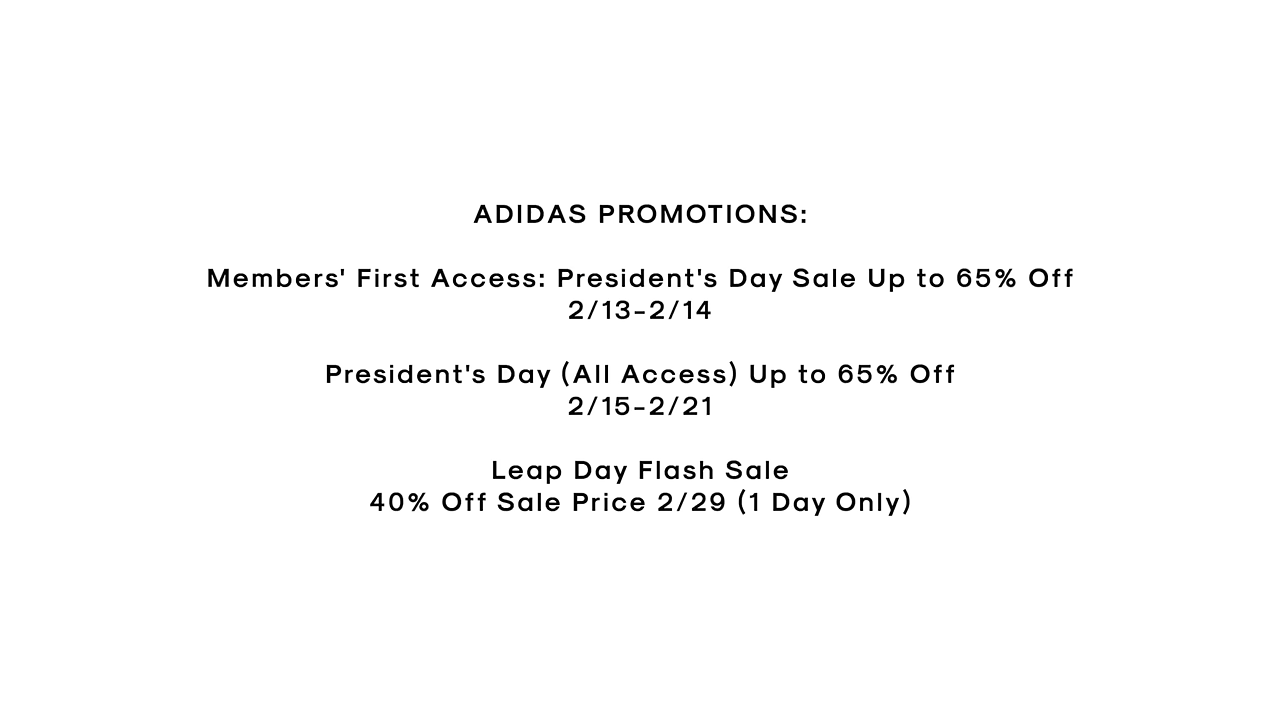 ADIDAS PROMOTIONS:
Members' First Access: President's Day Sale Up to 65% Off
2/13-2/14
President's Day (All Access) Up to 65% Off
2/15-2/21
Leap Day Flash Sale
40% Off Sale Price 2/29 (1 Day Only)